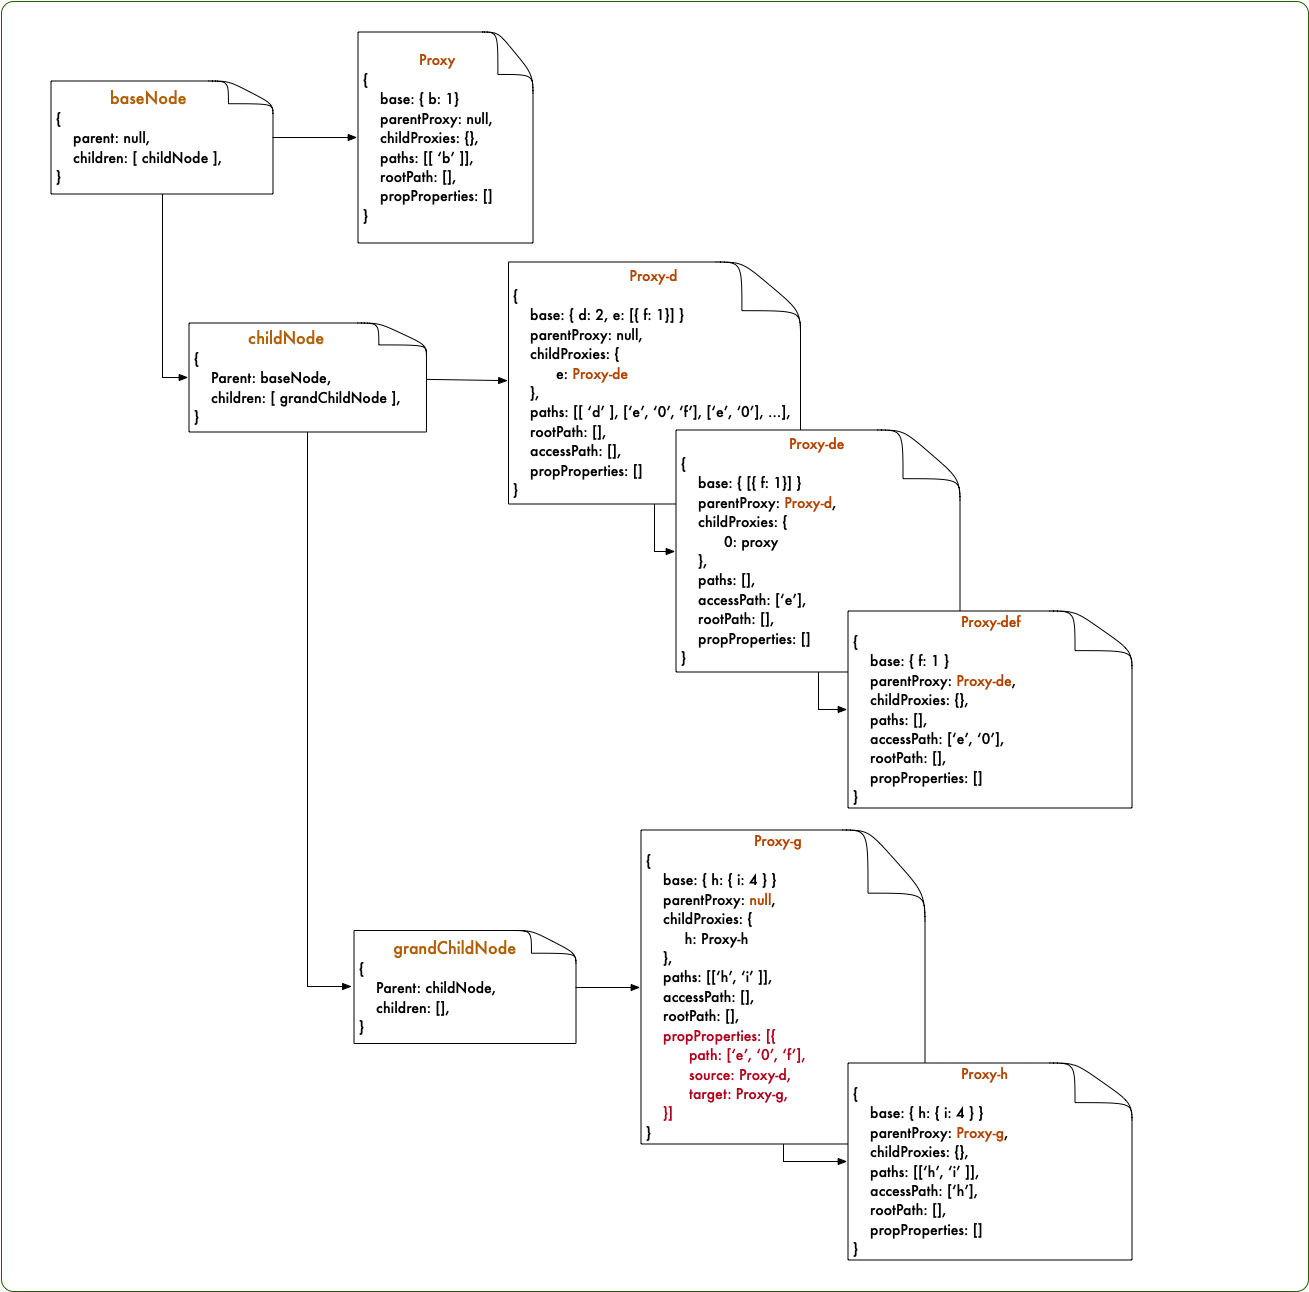 Proxy
{
base: { b: 1}
parentProxy: null,
childProxies: {},
paths: [[ ‘b’ ]],
rootPath: [],
propProperties: []
}
baseNode
{
parent: null,
children: [ childNode ],
}
Proxy-d
{
base: { d: 2, e: [{ f: 1}] }
parentProxy: null,
childProxies: {
e: Proxy-de
},
paths: [[ ‘d’ ], [‘e’, ‘0’, ‘f’], [‘e’, ‘0’], ...],
rootPath: [],
accessPath: [],
propProperties: []
}
childNode
{
Parent: baseNode,
children: [ grandChildNode ],
}
Proxy-de
{
base: { [{ f: 1}] }
parentProxy: Proxy-d,
childProxies: {
0: proxy
},
paths: [],
accessPath: [‘e’],
rootPath: [],
propProperties: []
}
Proxy-def
{
base: { f: 1 }
parentProxy: Proxy-de,
childProxies: {},
paths: [],
accessPath: [‘e’, ‘0’],
rootPath: [],
propProperties: []
}
Proxy-g
{
base: { h: { i: 4 } }
parentProxy: null,
childProxies: {
h: Proxy-h
},
paths: [[‘h’, ‘i’ ]],
accessPath: [],
rootPath: [],
propProperties: [{
path: [‘e’, ‘0’, ‘f’],
source: Proxy-d,
target: Proxy-g,
}]
}
grandChildNode
{
Parent: childNode,
children: [],
}
Proxy-h
{
base: { h: { i: 4 } }
parentProxy: Proxy-g,
childProxies: {},
paths: [[‘h’, ‘i’ ]],
accessPath: [‘h’],
rootPath: [],
propProperties: []
}